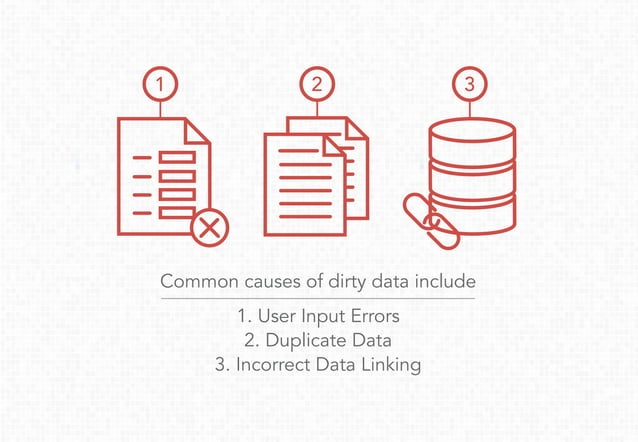 1
2
3
Common causes of dirty data include
1. User Input Errors
2. Duplicate Data
3. Incorrect Data Linking